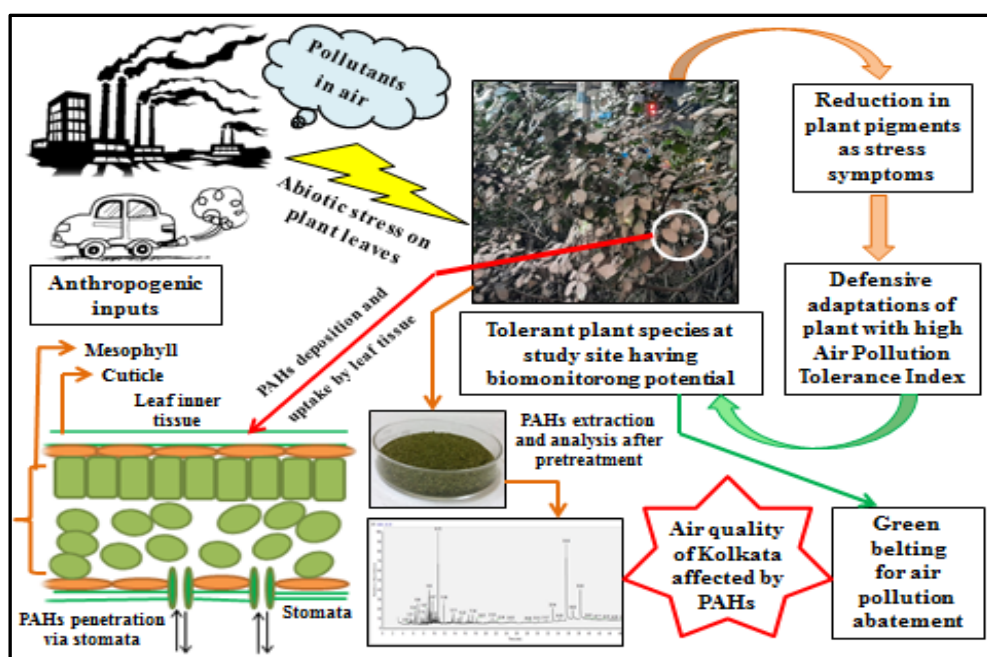 Pollutants
in air
Abiotic stress on
plant leaves
Anthropogenic
inputs
Reduction in
plant pigments
as stress
symptoms
Defensive
adaptations of
plant with high
Air Pollution
Tolerance Index
Tolerant plant species at
study site having
biomonitorong potential
PAHs deposition and
uptake by leaf tissue
Mesophyll
Cuticle
Leaf inner
tissue
PAHs extraction
and analysis after
pretreatment
Air quality
of Kolkata
affected by
PAHs
Green
belting
for air
pollution
abatement
PAHs penetration
via stomata
Stomata